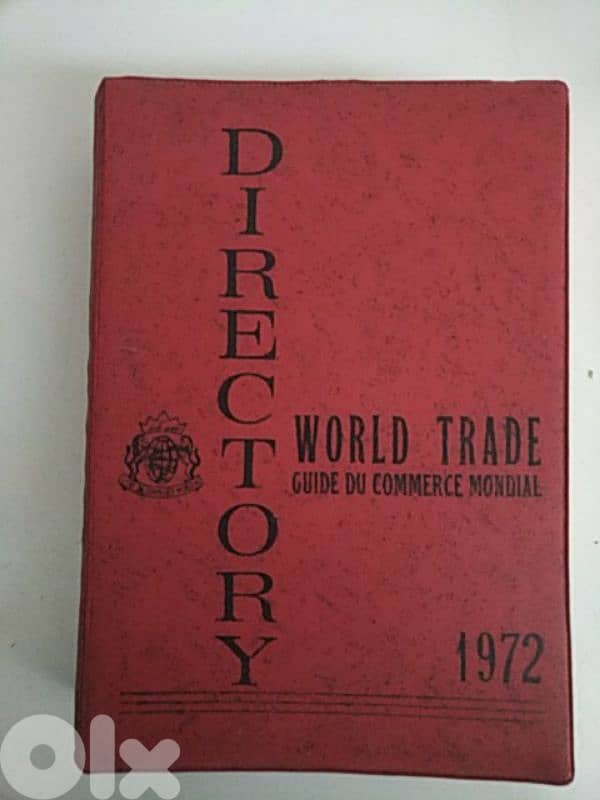 DIRECTORY
WORLD TRADE
GUIDE DU COMMERCE MONDIAL
1972
olx